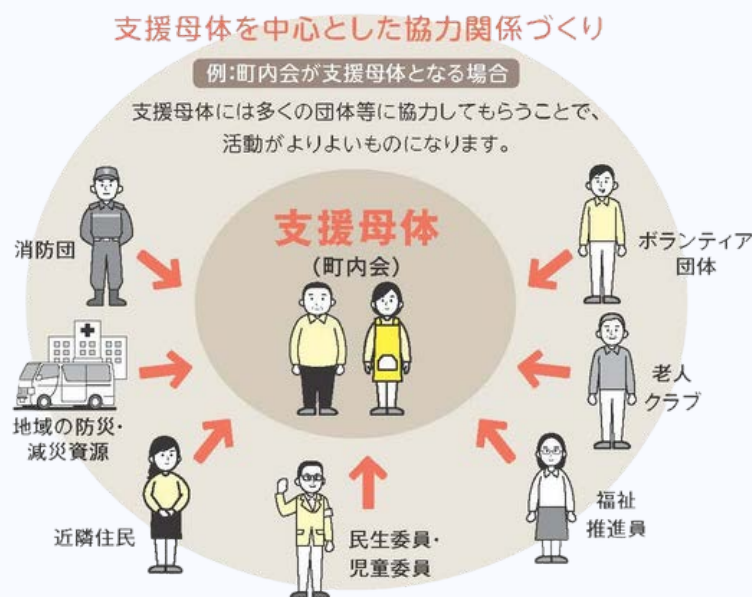 支援母体を中心とした協力関係づくり
例:町内会が支援母体となる場合
支援母体には多くの団体等に協力してもらうことで、
活動がよりよいものになります。
支援母体
(町内会)
消防団
地域の防災・
減災資源
近隣住民
民生委員・
児童委員
福祉
推進員
老人
クラブ
ボランティア
団体